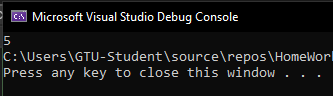 Microsoft Visual Studio Debug Console
5
C:\Users\GTU-Student\source\repos\HomeWor
Press any key to close this window . . .